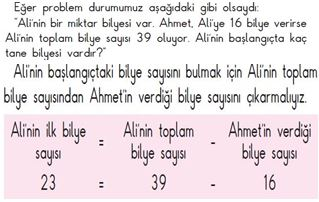 Eğer problem durumumuz aşağıdaki gibi olsaydı:
"Ali'nin bir miktar bilyesi var. Ahmet, Ali'ye 16 bilye verirse
Ali'nin toplam bilye sayısı 39 oluyor. Ali'nin başlangıçta kaç
tane bilyesi vardır?"
Ali'nin başlangıçtaki bilye sayısını bulmak için Ali'nin toplam
bilye sayısından Ahmet'in verdiği bilye sayısını çıkarmalıyız.
Ali'nin ilk bilye sayısı = Ali'nin toplam bilye sayısı - Ahmet'in verdiği bilye sayısı
23 = 39 - 16